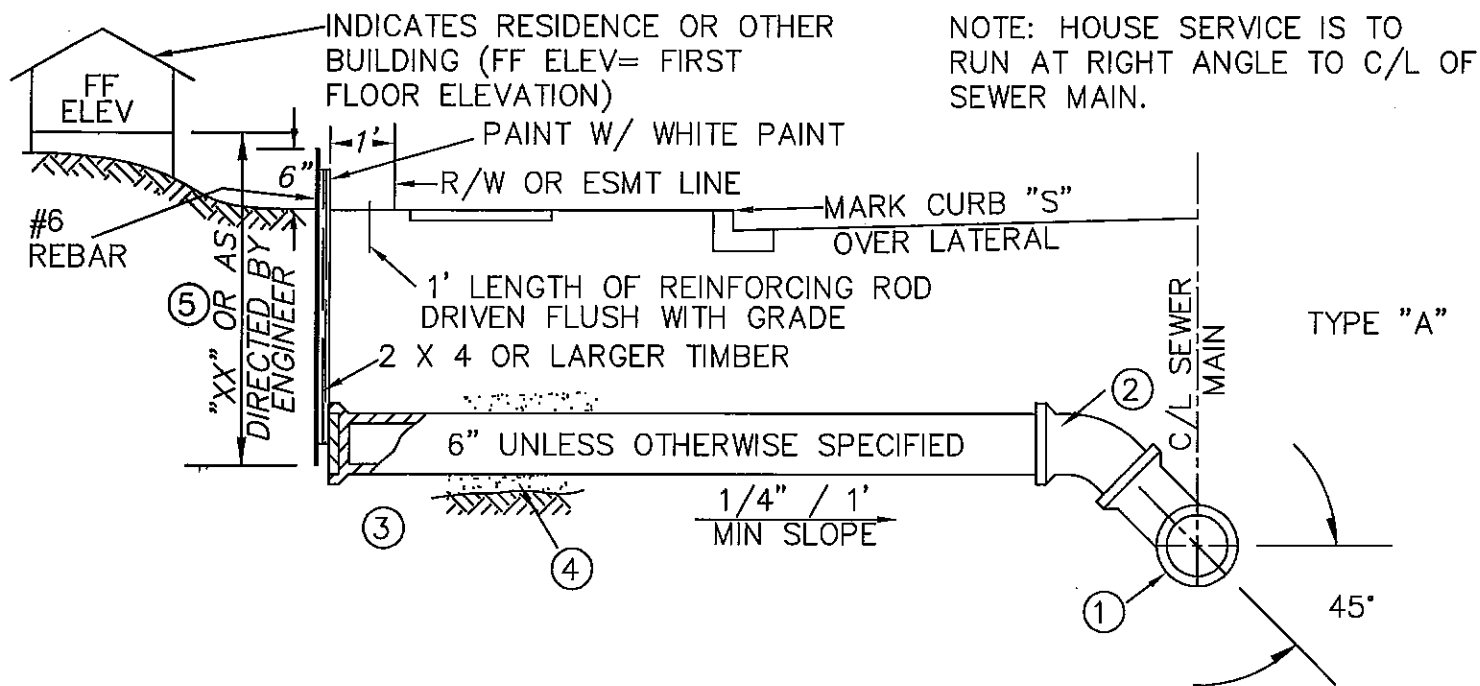 INDICATES RESIDENCE OR OTHER
BUILDING (FF ELEV= FIRST
FLOOR ELEVATION)
NOTE: HOUSE SERVICE IS TO
RUN AT RIGHT ANGLE TO C/L OF
SEWER MAIN.
FF
ELEV
1'
PAINT W/ WHITE PAINT
6"
R/W OR ESMT LINE
#6
REBAR
MARK CURB "S"
OVER LATERAL
5
"XX" OR AS
DIRECTED BY
ENGINEER
1' LENGTH OF REINFORCING ROD
DRIVEN FLUSH WITH GRADE
2 X 4 OR LARGER TIMBER
C/L SEWER
MAIN
TYPE "A"
2
6" UNLESS OTHERWISE SPECIFIED
1/4" / 1'
MIN SLOPE
3
4
1
45°